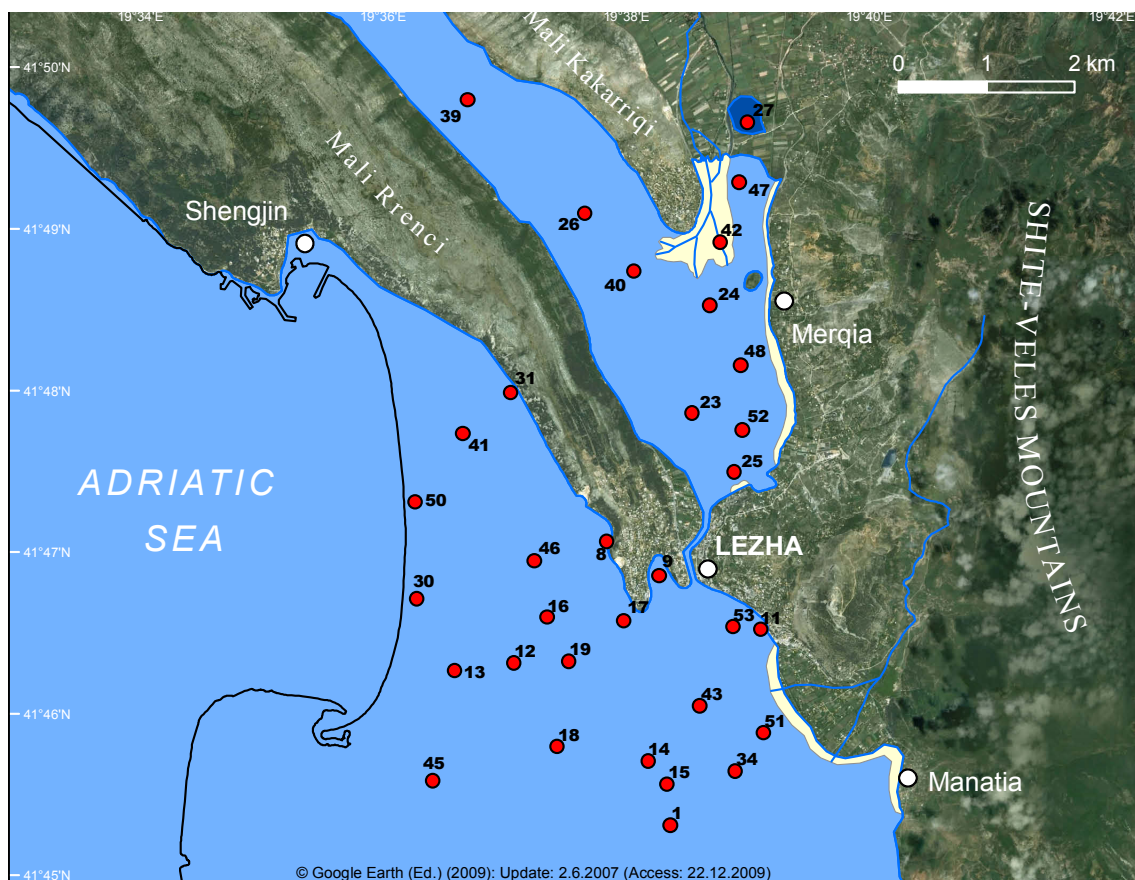 19°34'E
19°36'E
19°38'E
19°40'E
19°42'E
41°50'N
41°49'N
41°48'N
41°47'N
41°46'N
41°45'N
0 1 2 km
Mali Kakarriqi
Mali Rrenci
39
27
47
26
42
Shengjin
40
24
Merqia
SHITE-VELES MOUNTAINS
48
31
23
52
41
25
ADRIATIC
SEA
50
46
8
9
LEZHA
30
16
17
53
11
12
19
13
43
51
18
14
34
45
15
Manatia
1
© Google Earth (Ed.) (2009): Update: 2.6.2007 (Access: 22.12.2009)